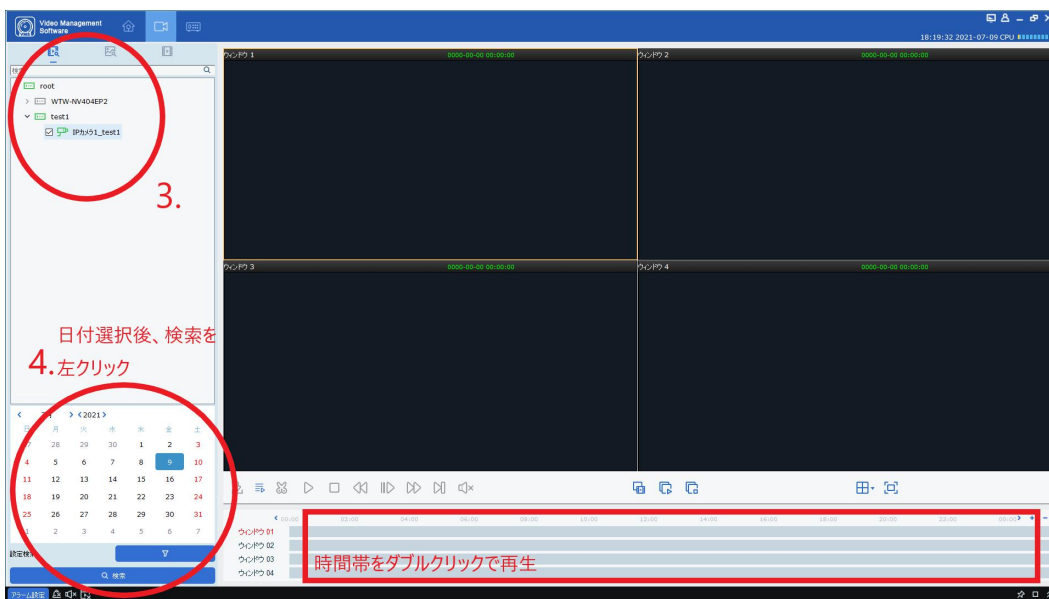 Video Management
Software
18:19:32 2021-07-09 CPU
root
WTW-NV404EP2
test1
IPカメラ1_test1
3.
日付選択後、検索を
4.左クリック
2021
月 火 水 木 金 土
28 29 30 1 2 3
4 5 6 7 8 9 10
11 12 13 14 15 16 17
18 19 20 21 22 23 24
25 26 27 28 29 30 31
1 2 3 4 5 6 7
設定検索
検索
ウィンドウ 1 0000-00-00 00:00:00
ウィンドウ 2 0000-00-00 00:00:00
ウィンドウ 3 0000-00-00 00:00:00
ウィンドウ 4 0000-00-00 00:00:00
00:00 02:00 04:00 06:00 08:00 10:00 12:00 14:00 16:00 18:00 20:00 22:00 00:00
ウィンドウ 01
ウィンドウ 02
ウィンドウ 03
ウィンドウ 04
時間帯をダブルクリックで再生
アラーム設定